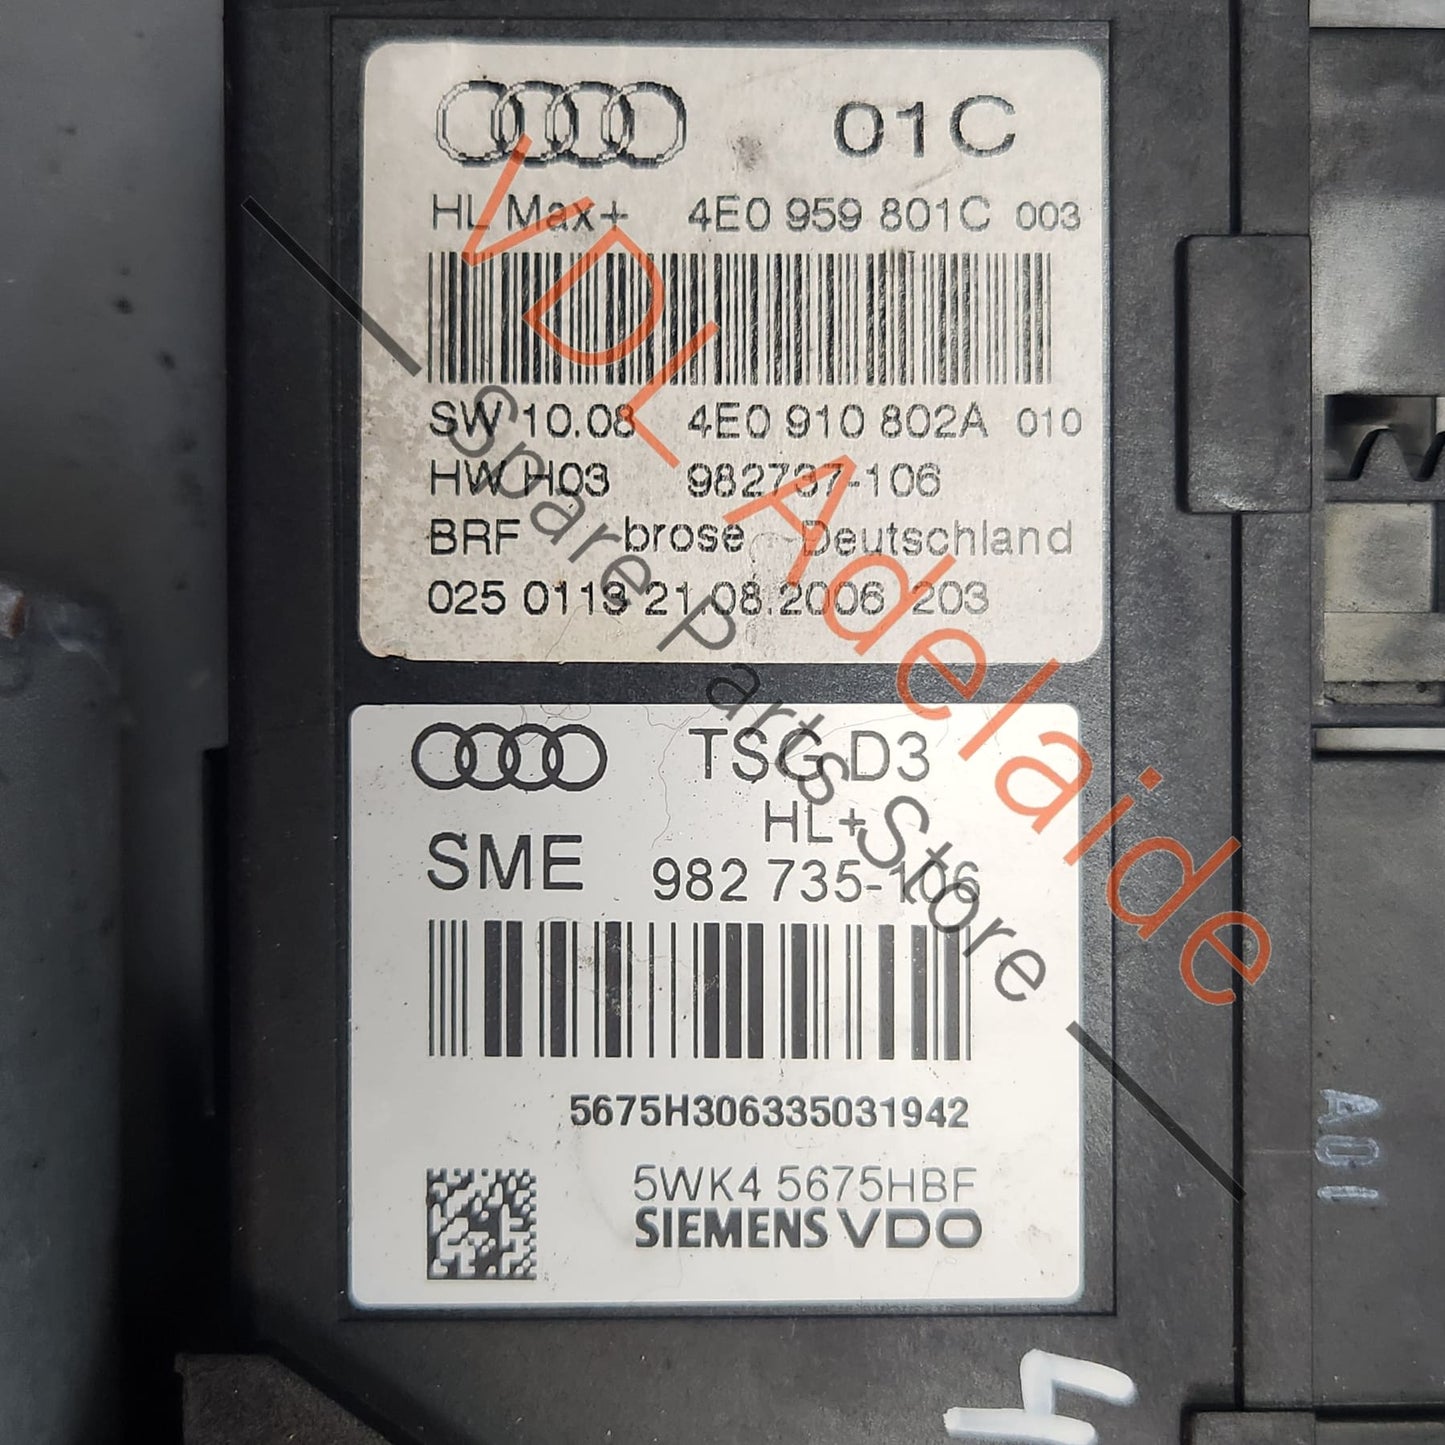 01C
HL Max+ 4E0 959 801C 003
SW 10.08 4E0 910 802A 010
HW H03 982737-106
BRF brose Deutschland
025 0113 21.08.2006 203
TSG D3
HL+
SME 982 735-106
5675H306335031942
5WK4 5675HBF
SIEMENS VDO
A01
4
VDL Adelaide
Spare Parts Store